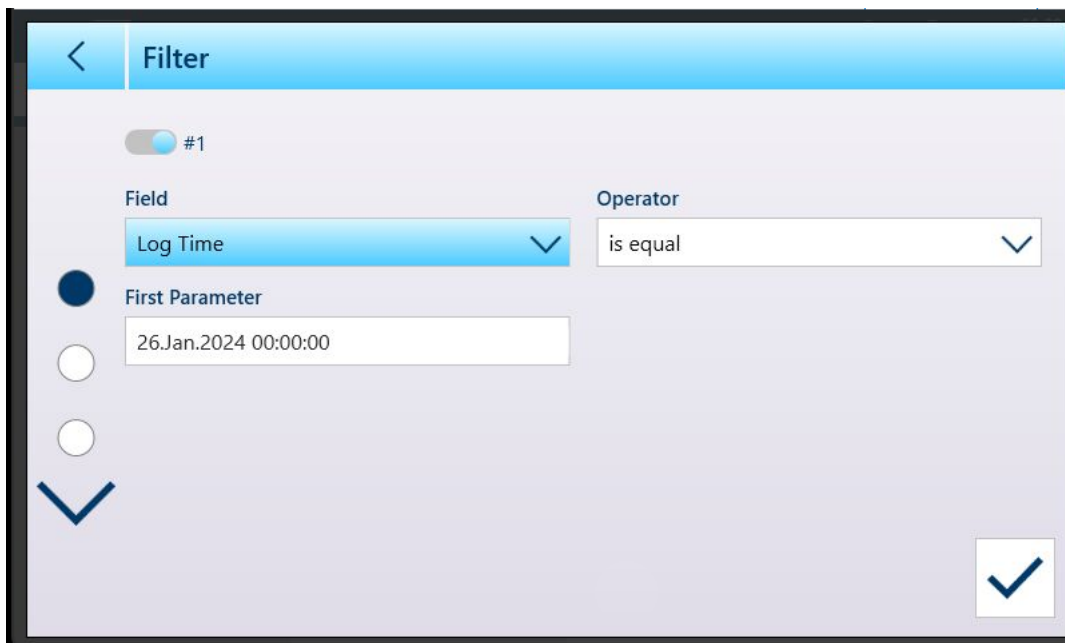 Filter
#1
Field
Operator
Log Time
is equal
First Parameter
26.Jan.2024 00:00:00